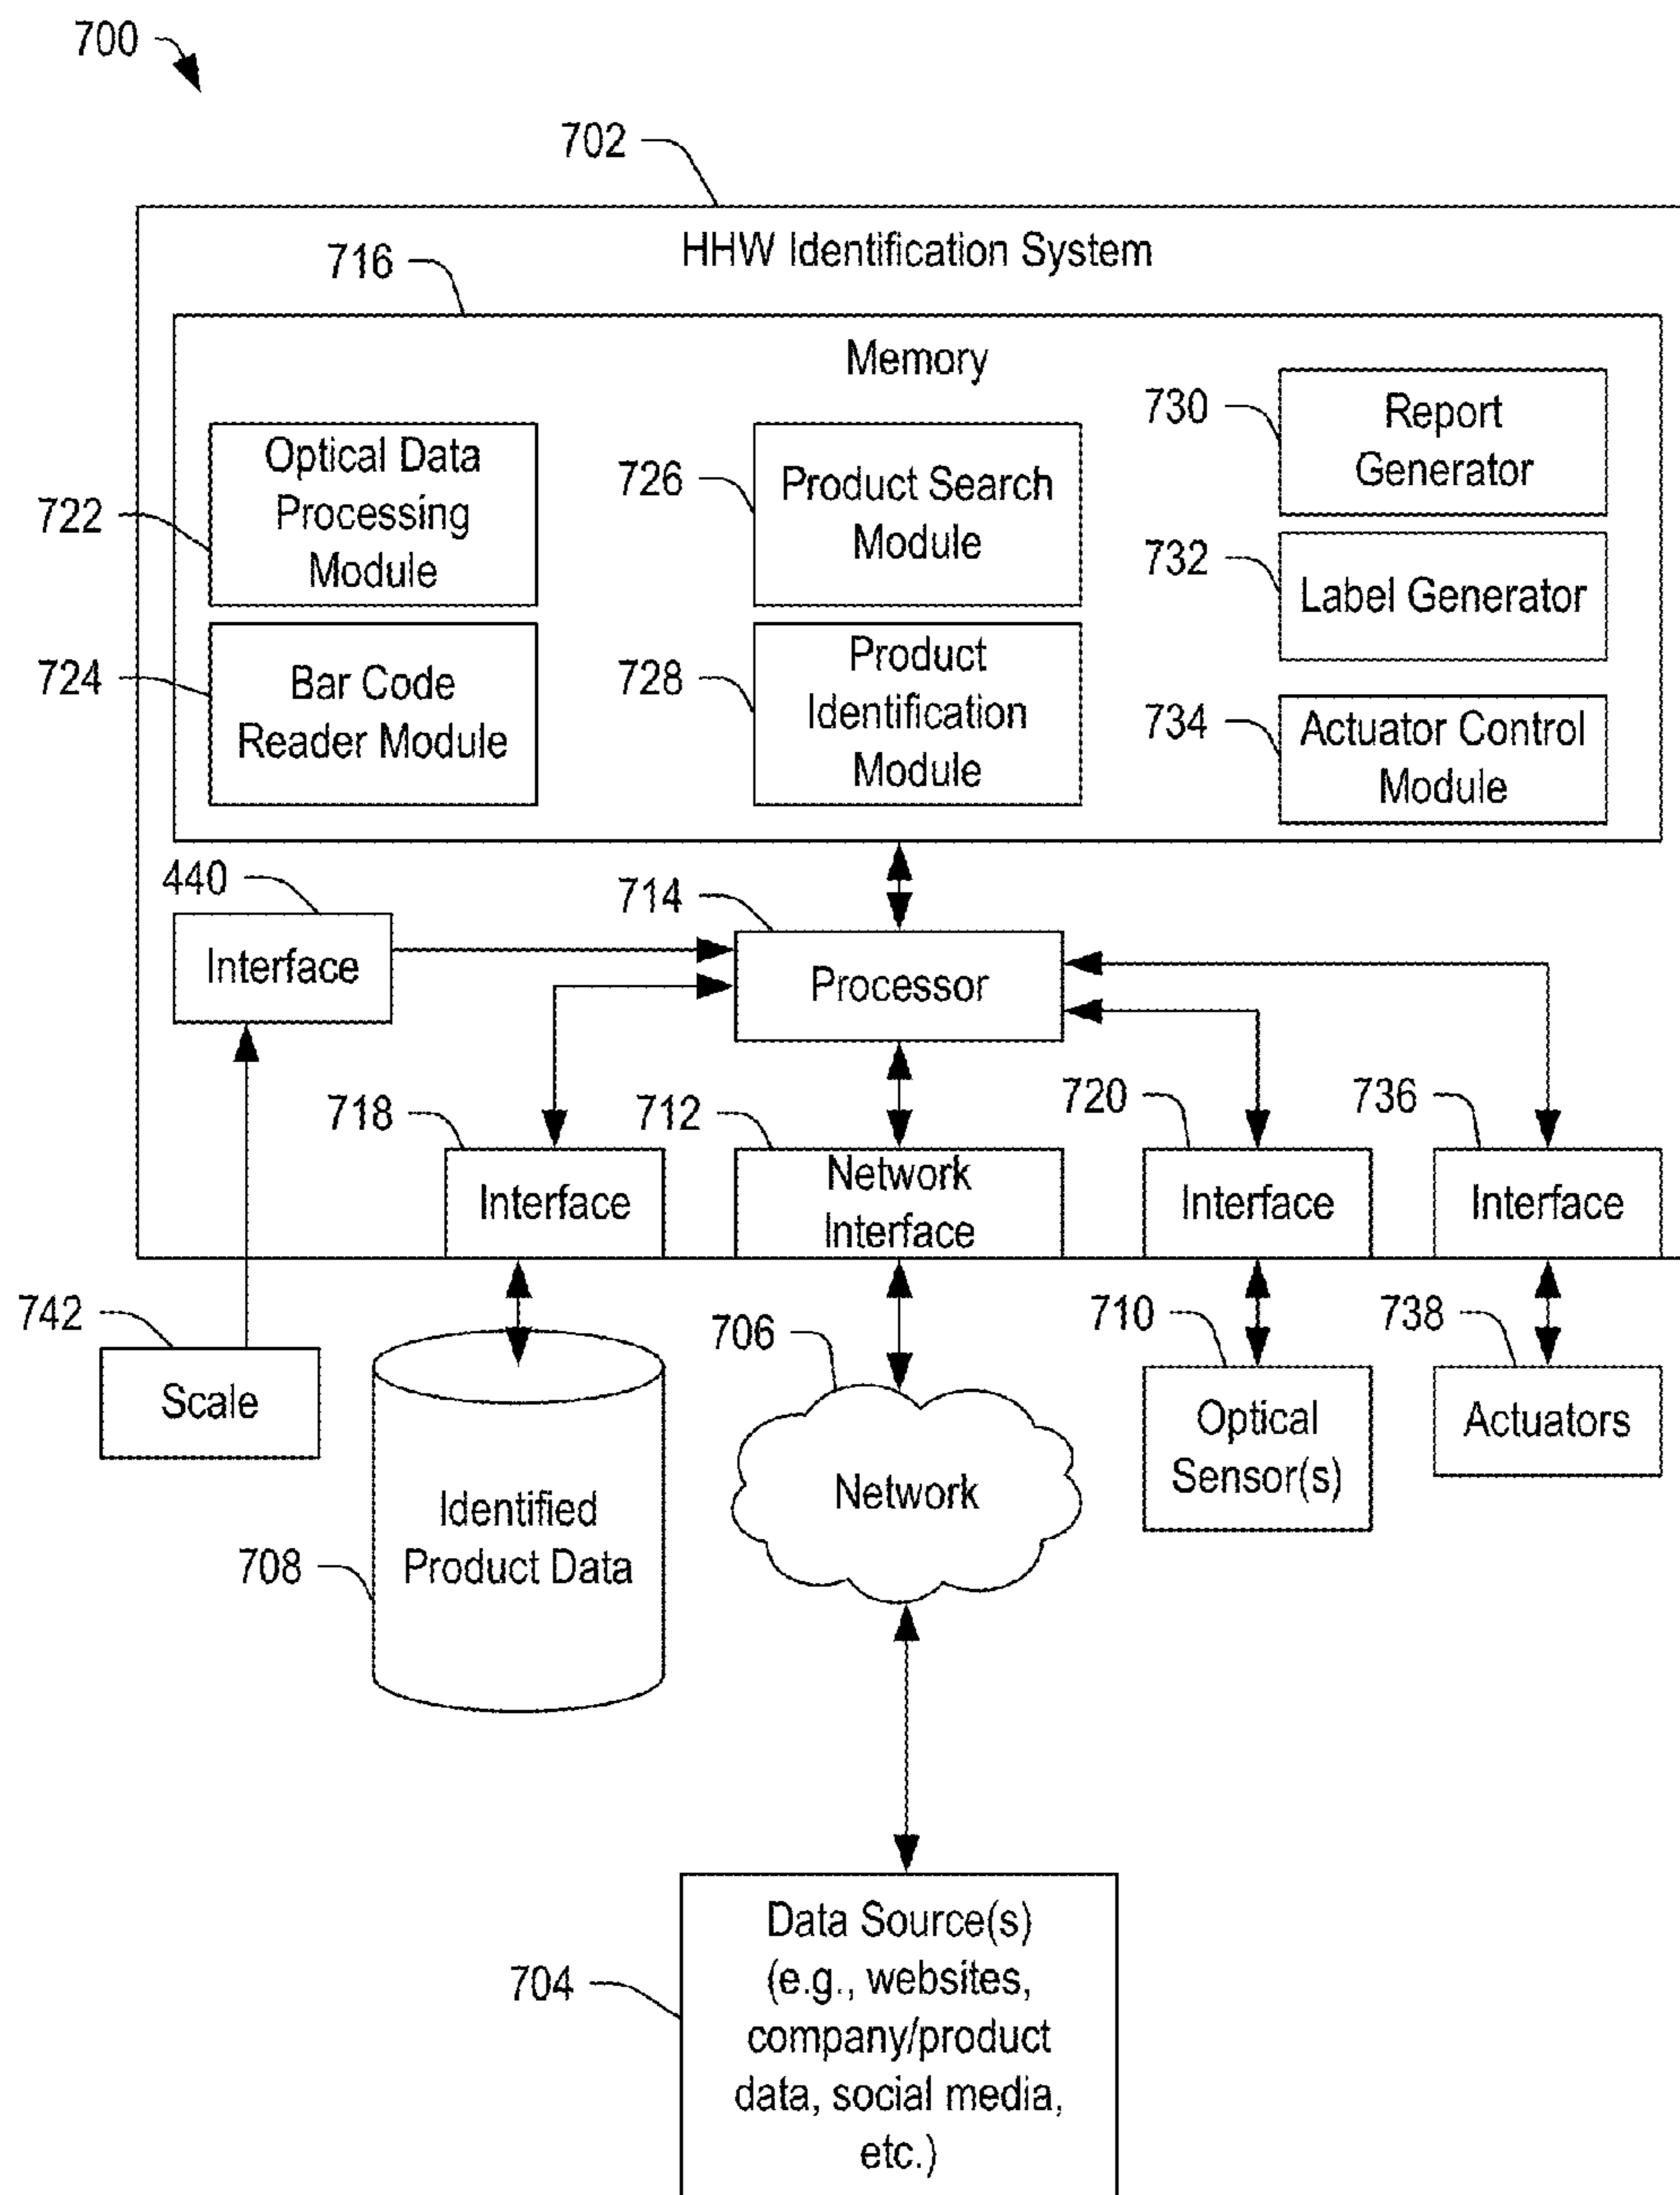 700
702
HHW Identification System
716
Memory
722
Optical Data
Processing
Module
724
Bar Code
Reader Module
726
Product Search
Module
728
Product
Identification
Module
730
Report
Generator
732
Label Generator
734
Actuator Control
Module
440
Interface
714
Processor
718
Interface
712
Network
Interface
720
Interface
736
Interface
742
Scale
708
Identified
Product Data
706
Network
710
Optical
Sensor(s)
738
Actuators
704
Data Source(s)
(e.g., websites,
company/product
data, social media,
etc.)